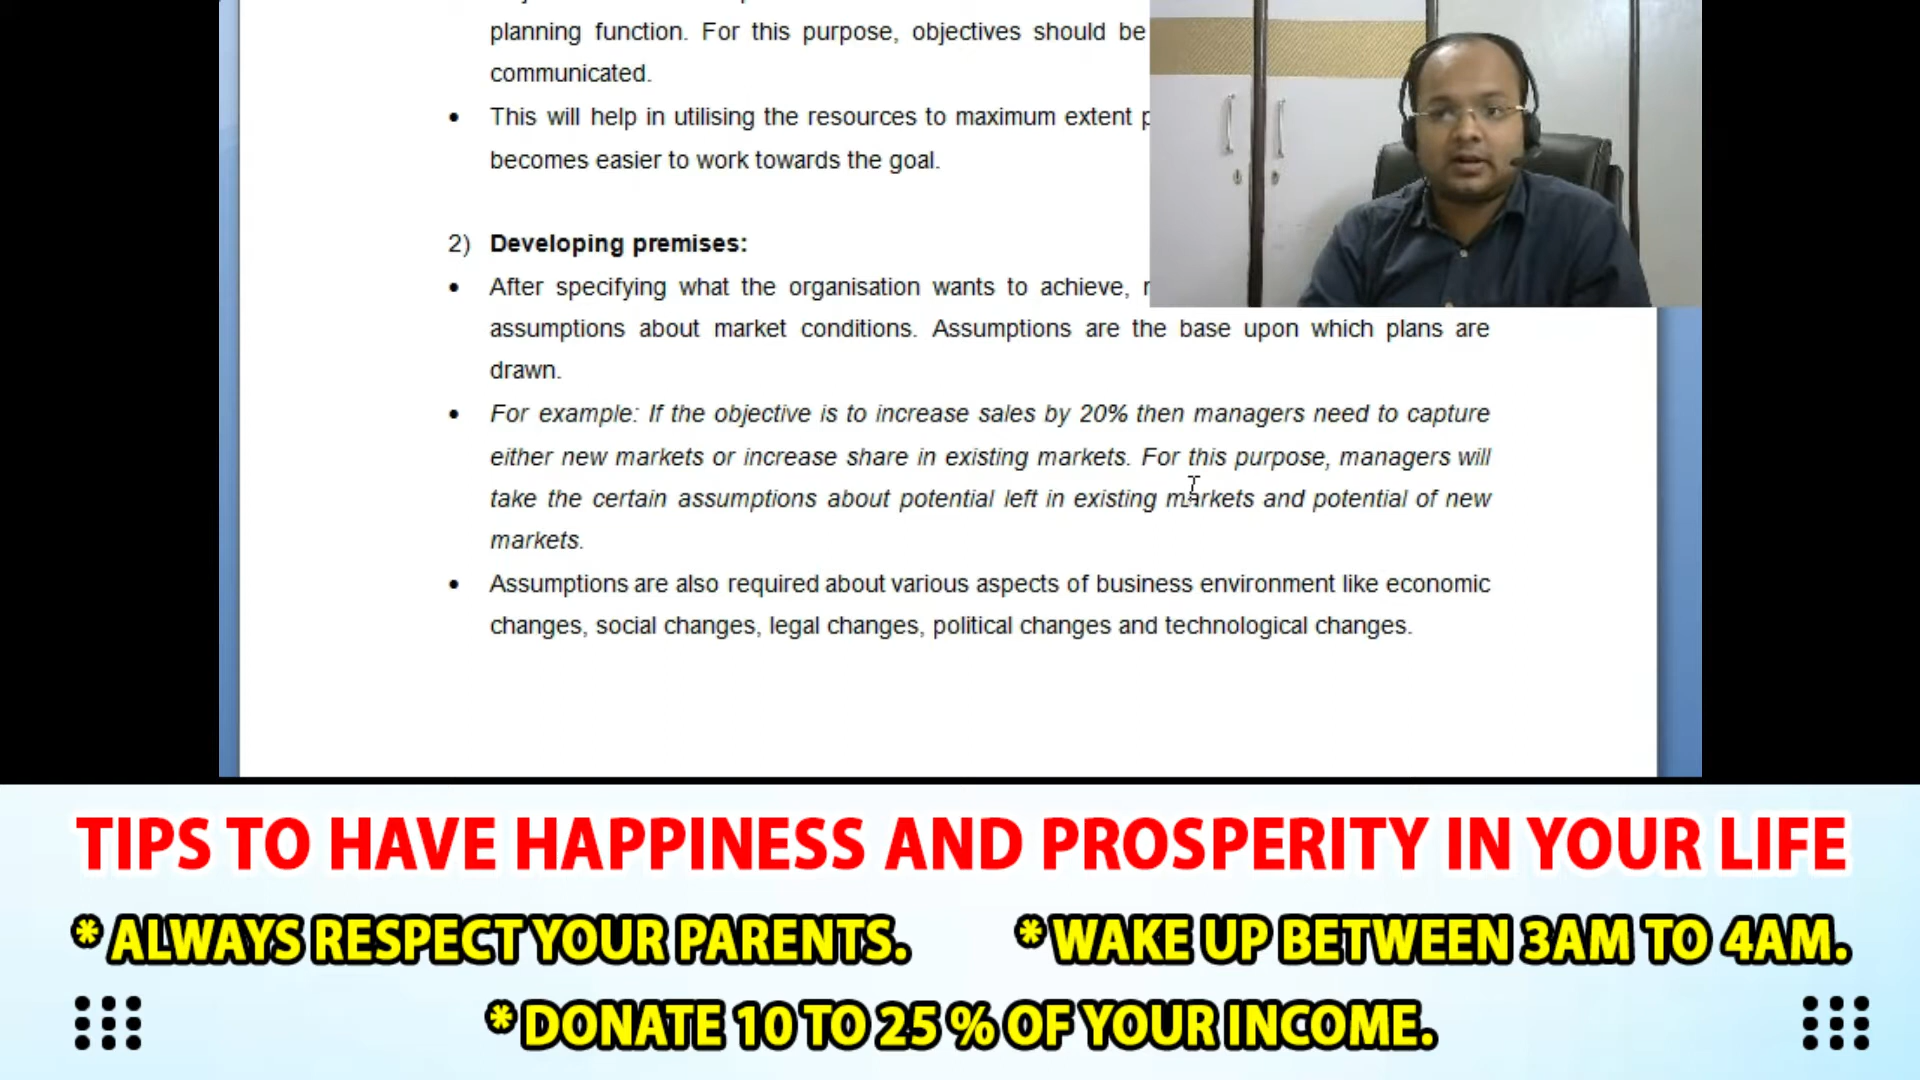 planning function. For this purpose, objectives should be
communicated.
• This will help in utilising the resources to maximum extent
becomes easier to work towards the goal.
2) Developing premises:
• After specifying what the organisation wants to achieve,
assumptions about market conditions. Assumptions are the base upon which plans are
drawn.
• For example: If the objective is to increase sales by 20% then managers need to capture
either new markets or increase share in existing markets. For this purpose, managers will
take the certain assumptions about potential left in existing markets and potential of new
markets.
• Assumptions are also required about various aspects of business environment like economic
changes, social changes, legal changes, political changes and technological changes.
TIPS TO HAVE HAPPINESS AND PROSPERITY IN YOUR LIFE
* ALWAYS RESPECT YOUR PARENTS. * WAKE UP BETWEEN 3AM TO 4AM.
* DONATE 10 TO 25 % OF YOUR INCOME.